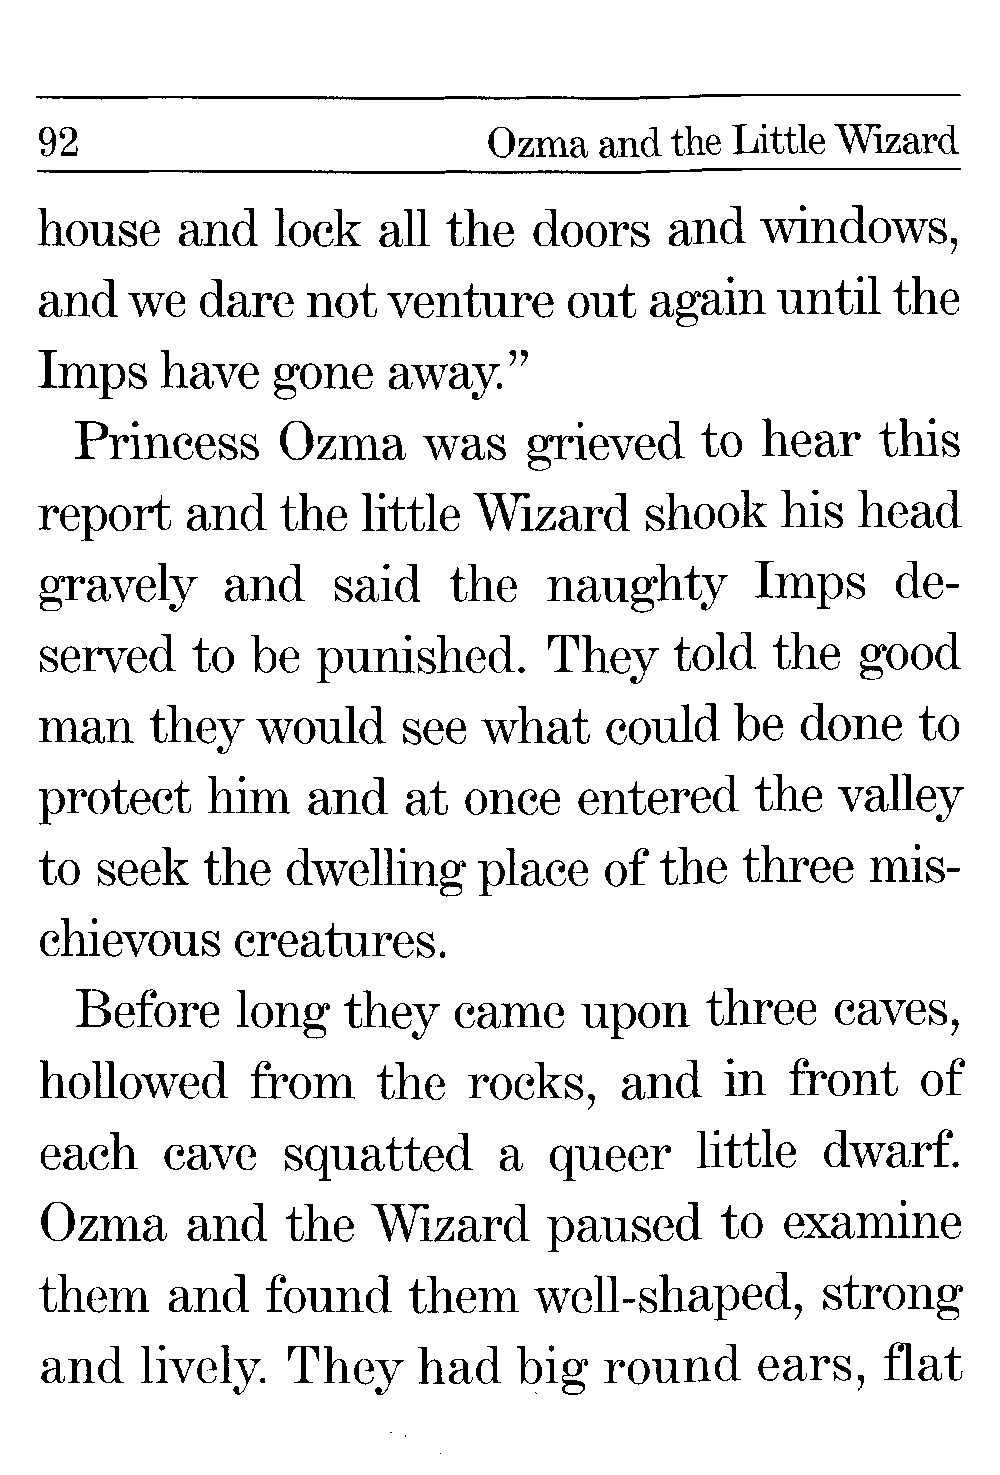 92 Ozma and the Little Wizard
house and lock all the doors and windows,
and we dare not venture out again until the
Imps have gone away.”
Princess Ozma was grieved to hear this
report and the little Wizard shook his head
gravely and said the naughty Imps de-
served to be punished. They told the good
man they would see what could be done to
protect him and at once entered the valley
to seek the dwelling place of the three mis-
chievous creatures.
Before long they came upon three caves,
hollowed from the rocks, and in front of
each cave squatted a queer little dwarf.
Ozma and the Wizard paused to examine
them and found them well-shaped, strong
and lively. They had big round ears, flat